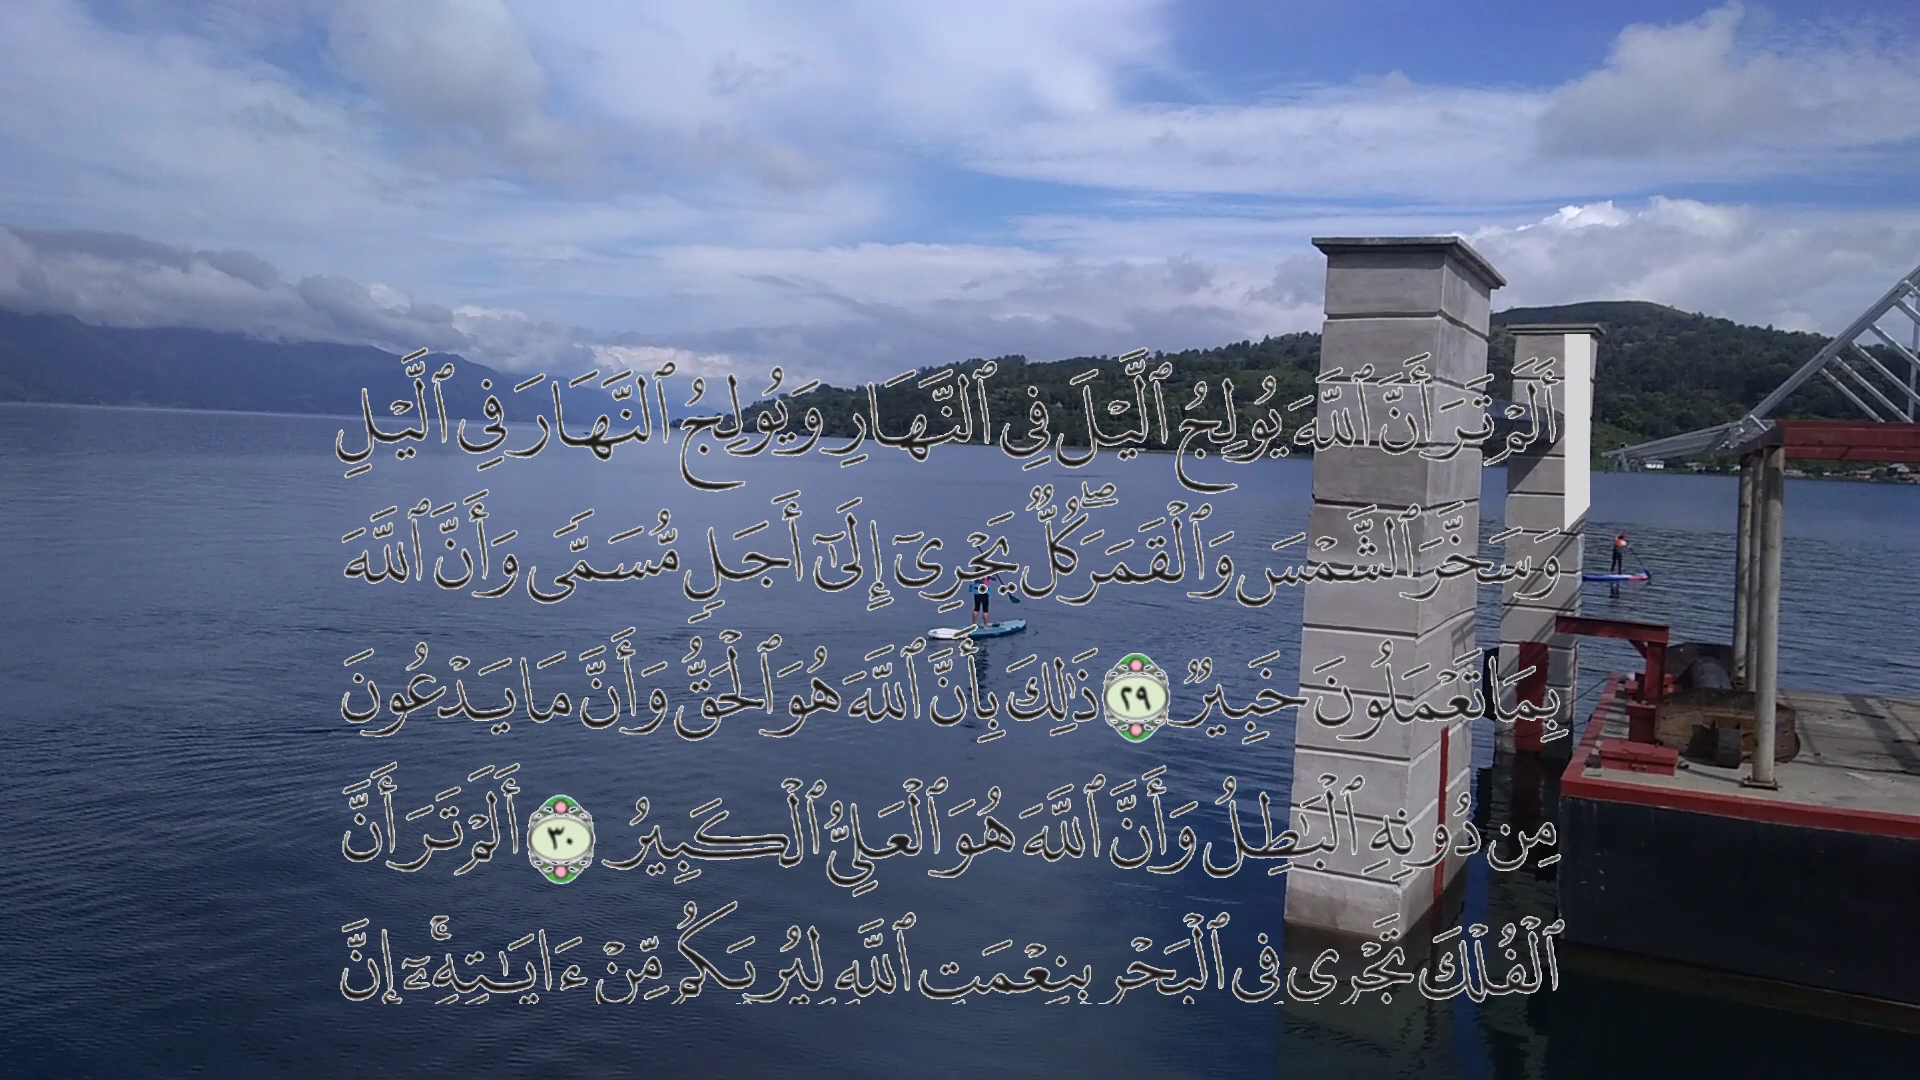 أَلَمْ تَرَ أَنَّ ٱللَّهَ يُولِجُ ٱلَّيْلَ فِى ٱلنَّهَارِ وَيُولِجُ ٱلنَّهَارَ فِى ٱلَّيْلِ
وَسَخَّرَ ٱلشَّمْسَ وَٱلْقَمَرَۖ كُلٌّ يَجْرِىٓ إِلَىٰٓ أَجَلٍ مُّسَمًّى وَأَنَّ ٱللَّهَ
بِمَا تَعْمَلُونَ خَبِيرٌ ٢٩ ذَٰلِكَ بِأَنَّ ٱللَّهَ هُوَ ٱلْحَقُّ وَأَنَّ مَا يَدْعُونَ
مِن دُونِهِ ٱلْبَٰطِلُ وَأَنَّ ٱللَّهَ هُوَ ٱلْعَلِىُّ ٱلْكَبِيرُ ٣٠ أَلَمْ تَرَ أَنَّ
ٱلْفُلْكَ تَجْرِى فِى ٱلْبَحْرِ بِنِعْمَتِ ٱللَّهِ لِيُرِيَكُم مِّنْ ءَايَٰتِهِۦٓۚ إِنَّ